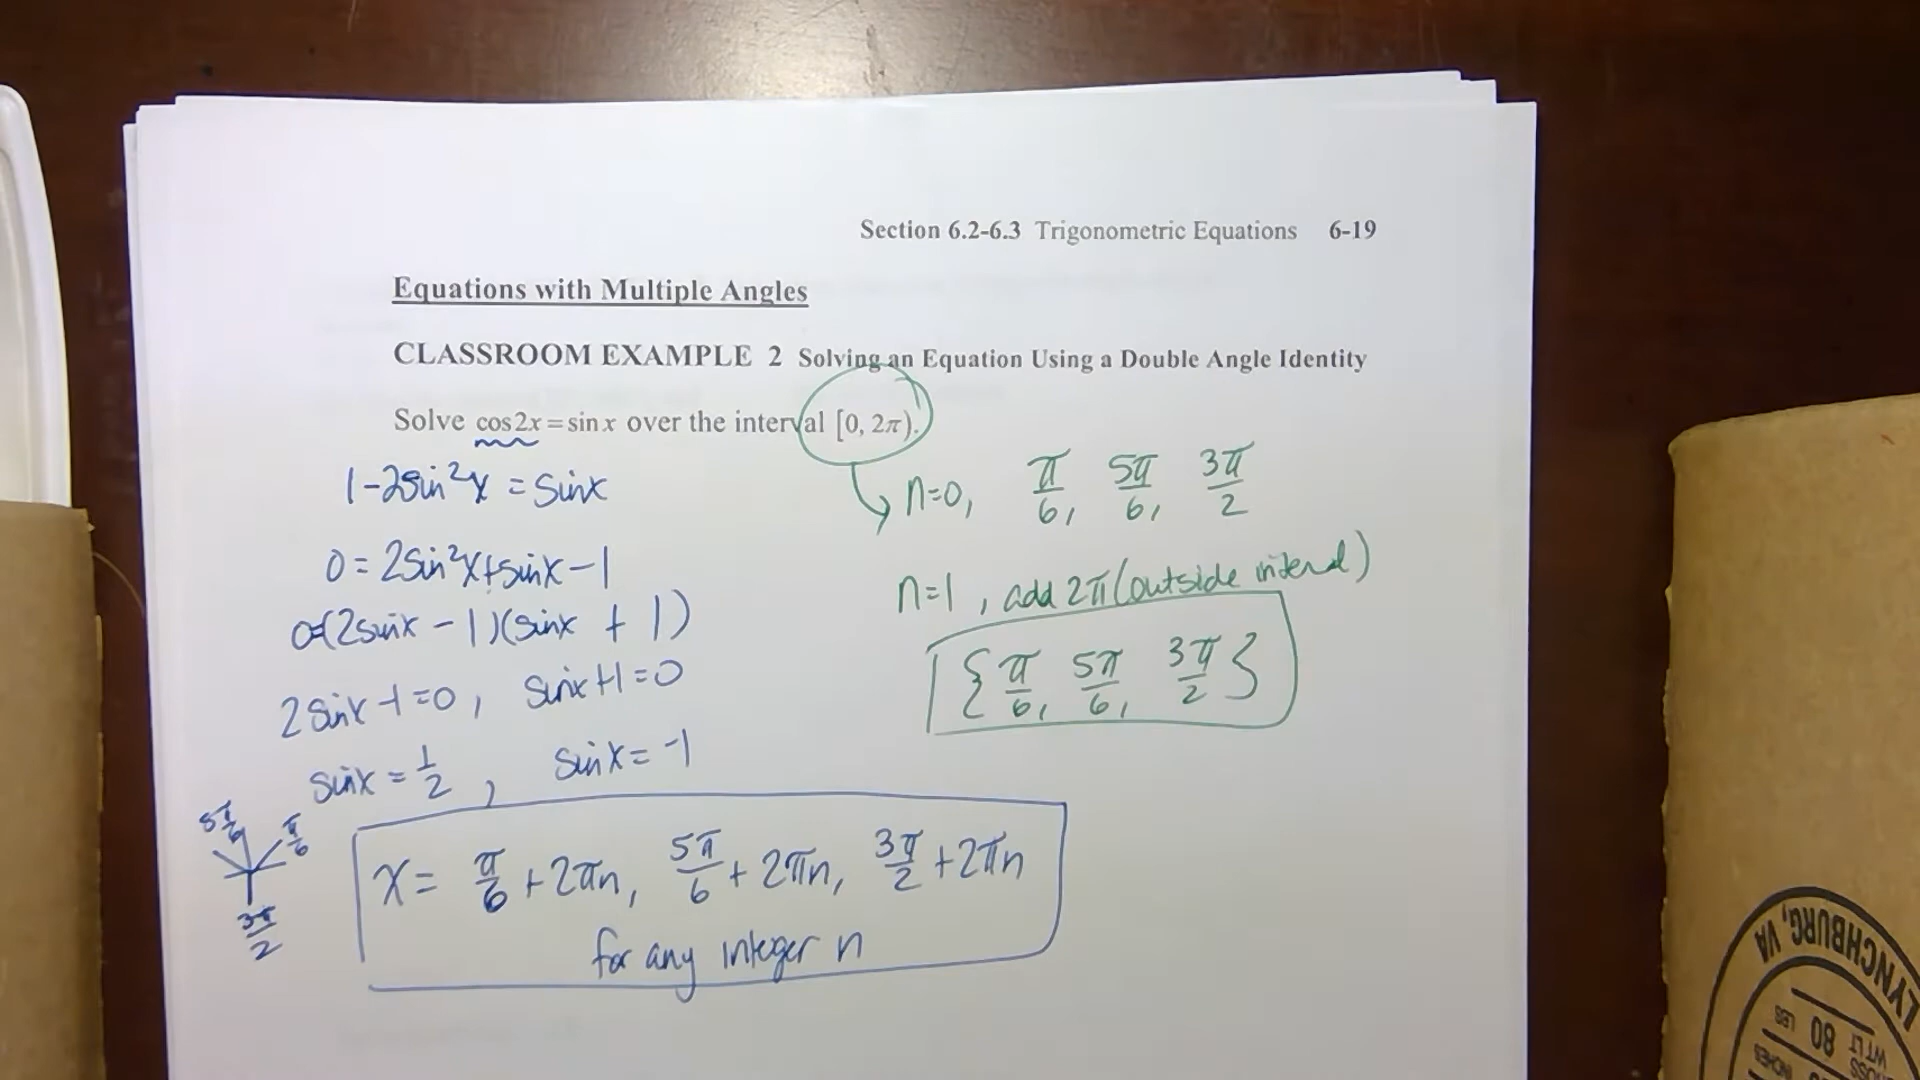 Section 6.2-6.3 Trigonometric Equations 6-19
Equations with Multiple Angles
CLASSROOM EXAMPLE 2 Solving an Equation Using a Double Angle Identity
Solve cos2x = sin x over the interval [0, 2π).
1-2sin²x = sinx
0 = 2sin²x+sinx-1
0=(2sinx - 1)(sinx + 1)
2sinx-1=0, sinx+1=0
sinx = 1/2, sinx = -1
5π/6 π/6
3π/2
x = π/6 + 2πn, 5π/6 + 2πn, 3π/2 + 2πn
for any integer n
n=0, π/6, 5π/6, 3π/2
n=1, add 2π (outside interval)
{π/6, 5π/6, 3π/2}
LYNCHBURG, VA
WT LT 80 LBS